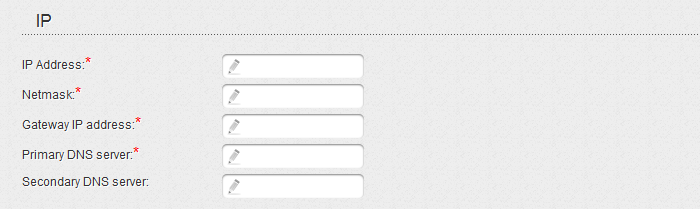 IP
IP Address:*
Netmask:*
Gateway IP address:*
Primary DNS server:*
Secondary DNS server: